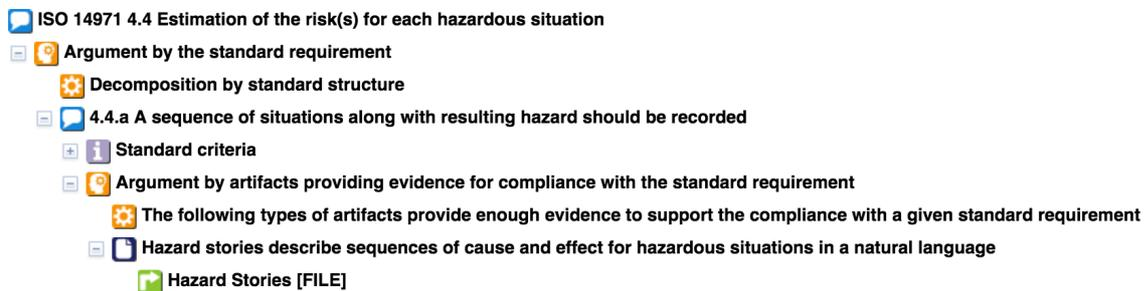 ISO 14971 4.4 Estimation of the risk(s) for each hazardous situation
Argument by the standard requirement
Decomposition by standard structure
4.4.a A sequence of situations along with resulting hazard should be recorded
Standard criteria
Argument by artifacts providing evidence for compliance with the standard requirement
The following types of artifacts provide enough evidence to support the compliance with a given standard requirement
Hazard stories describe sequences of cause and effect for hazardous situations in a natural language
Hazard Stories [FILE]